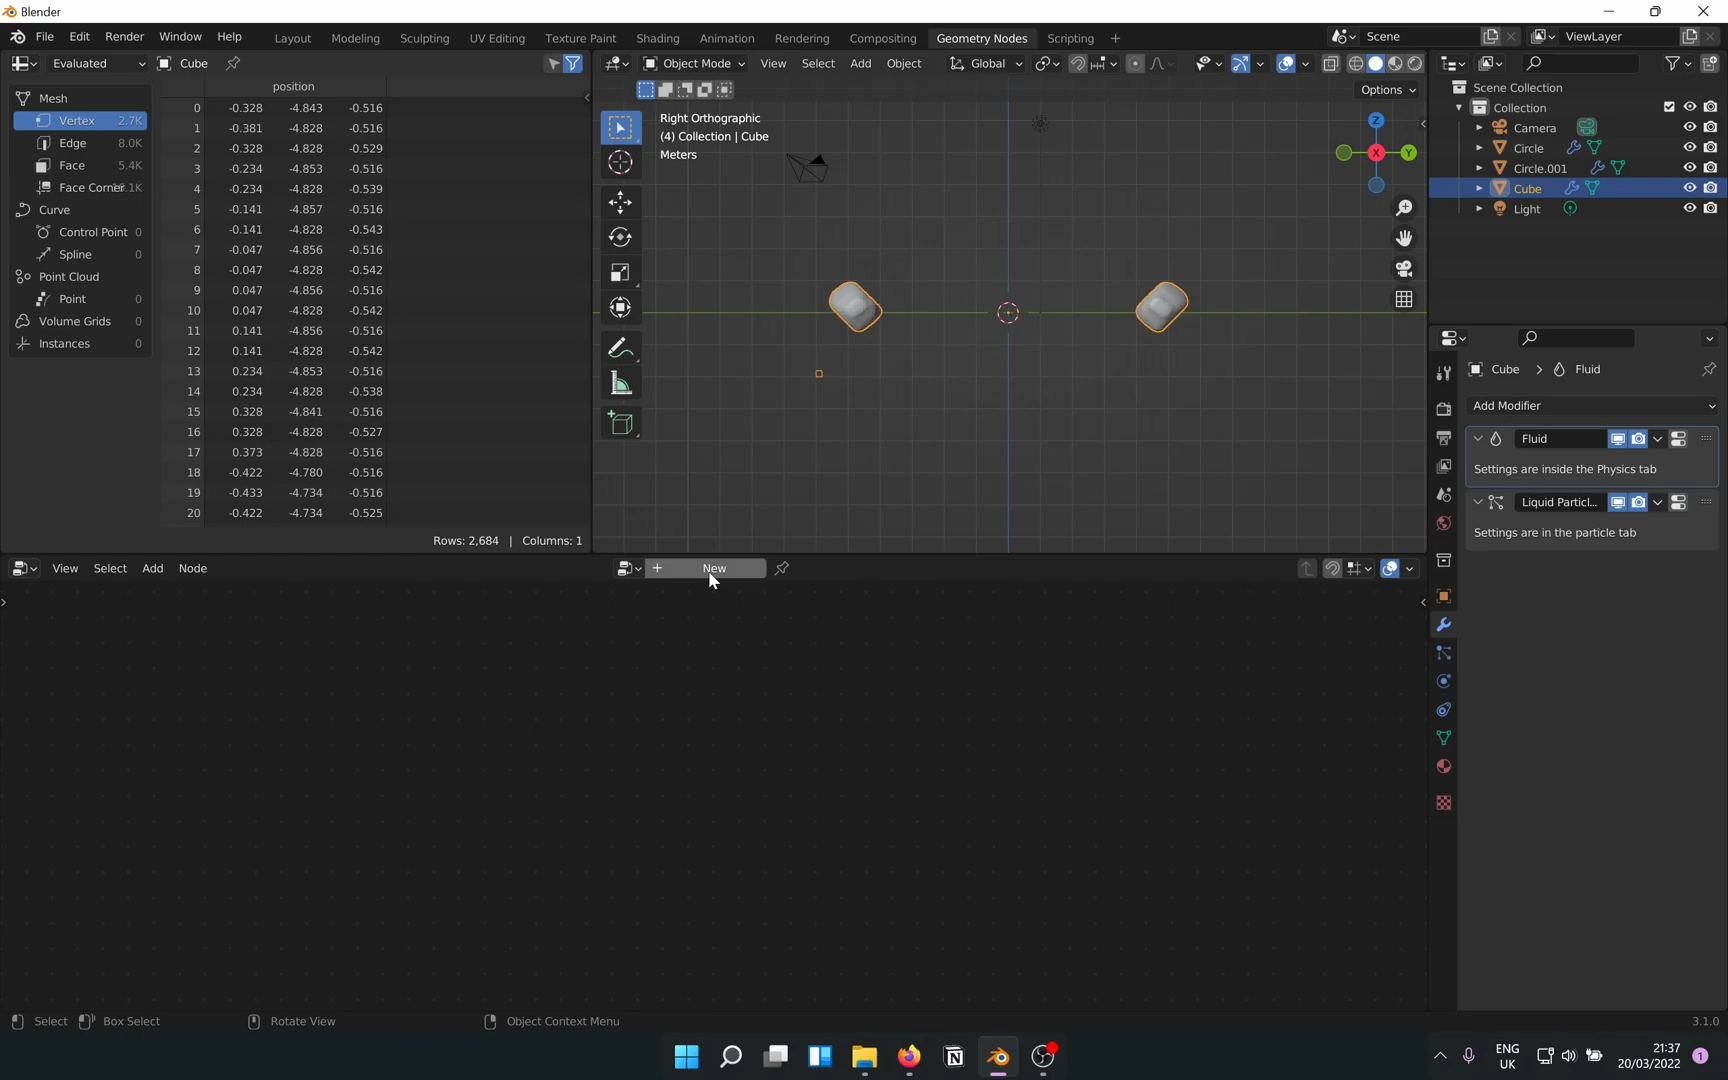 Blender
File Edit Render Window Help Layout Modeling Sculpting UV Editing Texture Paint Shading Animation Rendering Compositing Geometry Nodes Scripting Scene ViewLayer
Evaluated Cube
Object Mode View Select Add Object Global
Options
position
Mesh
Vertex 2.7K
Edge 8.0K
Face 5.4K
Face Corner
Curve
Control Point 0
Spline 0
Point Cloud
Point 0
Volume Grids 0
Instances 0
0 -0.328 -4.843 -0.516
1 -0.381 -4.828 -0.516
2 -0.328 -4.828 -0.529
3 -0.234 -4.853 -0.516
4 -0.234 -4.828 -0.539
5 -0.141 -4.857 -0.516
6 -0.141 -4.828 -0.543
7 -0.047 -4.856 -0.516
8 -0.047 -4.828 -0.542
9 0.047 -4.856 -0.516
10 0.047 -4.828 -0.542
11 0.141 -4.856 -0.516
12 0.141 -4.828 -0.542
13 0.234 -4.853 -0.516
14 0.234 -4.828 -0.538
15 0.328 -4.841 -0.516
16 0.328 -4.828 -0.527
17 0.373 -4.828 -0.516
18 -0.422 -4.780 -0.516
19 -0.433 -4.734 -0.516
20 -0.422 -4.734 -0.525
Rows: 2,684 | Columns: 1
Right Orthographic
(4) Collection | Cube
Meters
Z
X
Y
Scene Collection
Collection
Camera
Circle
Circle.001
Cube
Light
Cube > Fluid
Add Modifier
Fluid
Settings are inside the Physics tab
Liquid Particl...
Settings are in the particle tab
View Select Add Node
New
Select Box Select Rotate View Object Context Menu 3.1.0
ENG
UK
21:37
20/03/2022
1